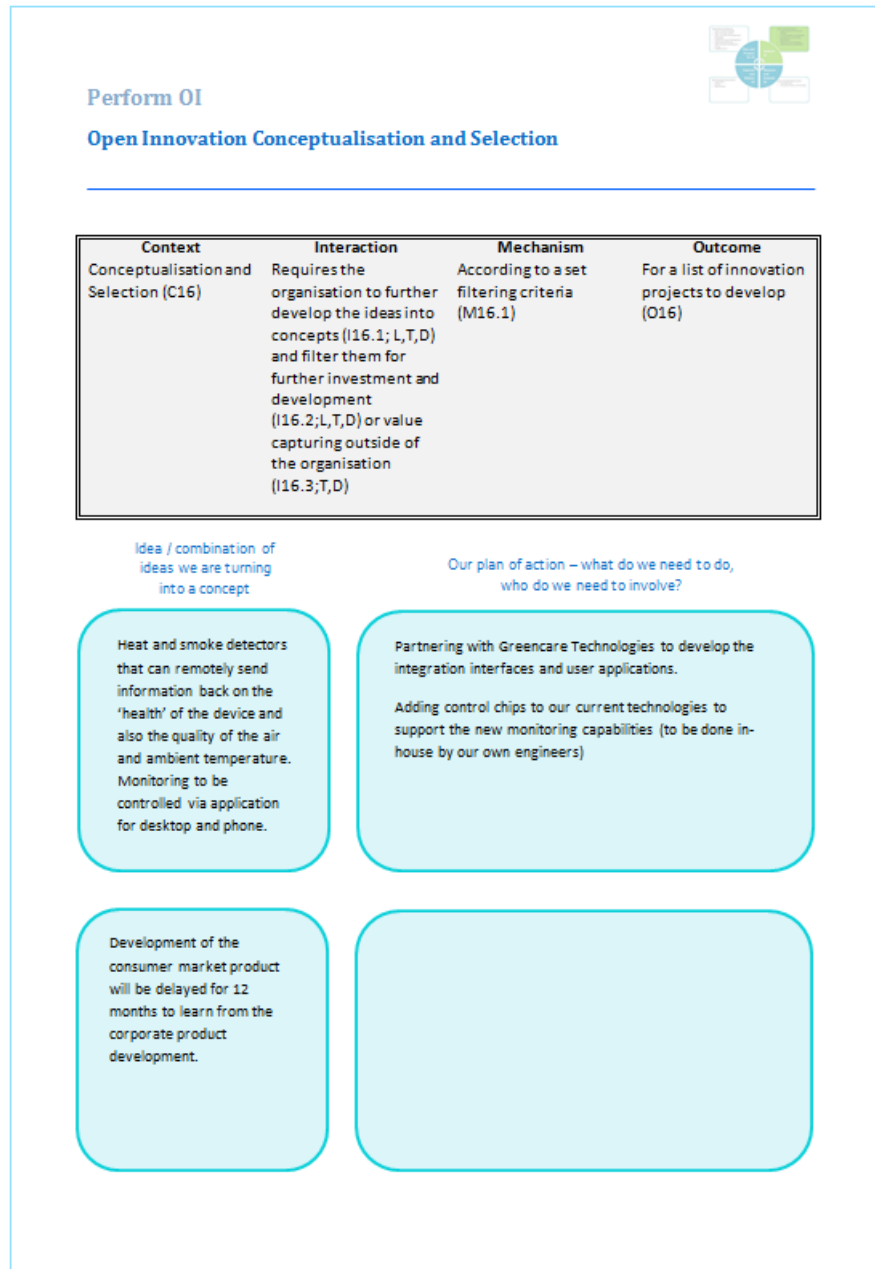 Perform OI
Open Innovation Conceptualisation and Selection
Context
Conceptualisation and
Selection (C16)
Interaction
Requires the
organisation to further
develop the ideas into
concepts (I16.1; L,T,D)
and filter them for
further investment and
development
(I16.2;L,T,D) or value
capturing outside of
the organisation
(I16.3;T,D)
Mechanism
According to a set
filtering criteria
(M16.1)
Outcome
For a list of innovation
projects to develop
(O16)
Idea / combination of
ideas we are turning
into a concept
Our plan of action – what do we need to do,
who do we need to involve?
Heat and smoke detectors
that can remotely send
information back on the
‘health’ of the device and
also the quality of the air
and ambient temperature.
Monitoring to be
controlled via application
for desktop and phone.
Partnering with Greencare Technologies to develop the
integration interfaces and user applications.
Adding control chips to our current technologies to
support the new monitoring capabilities (to be done in-
house by our own engineers)
Development of the
consumer market product
will be delayed for 12
months to learn from the
corporate product
development.